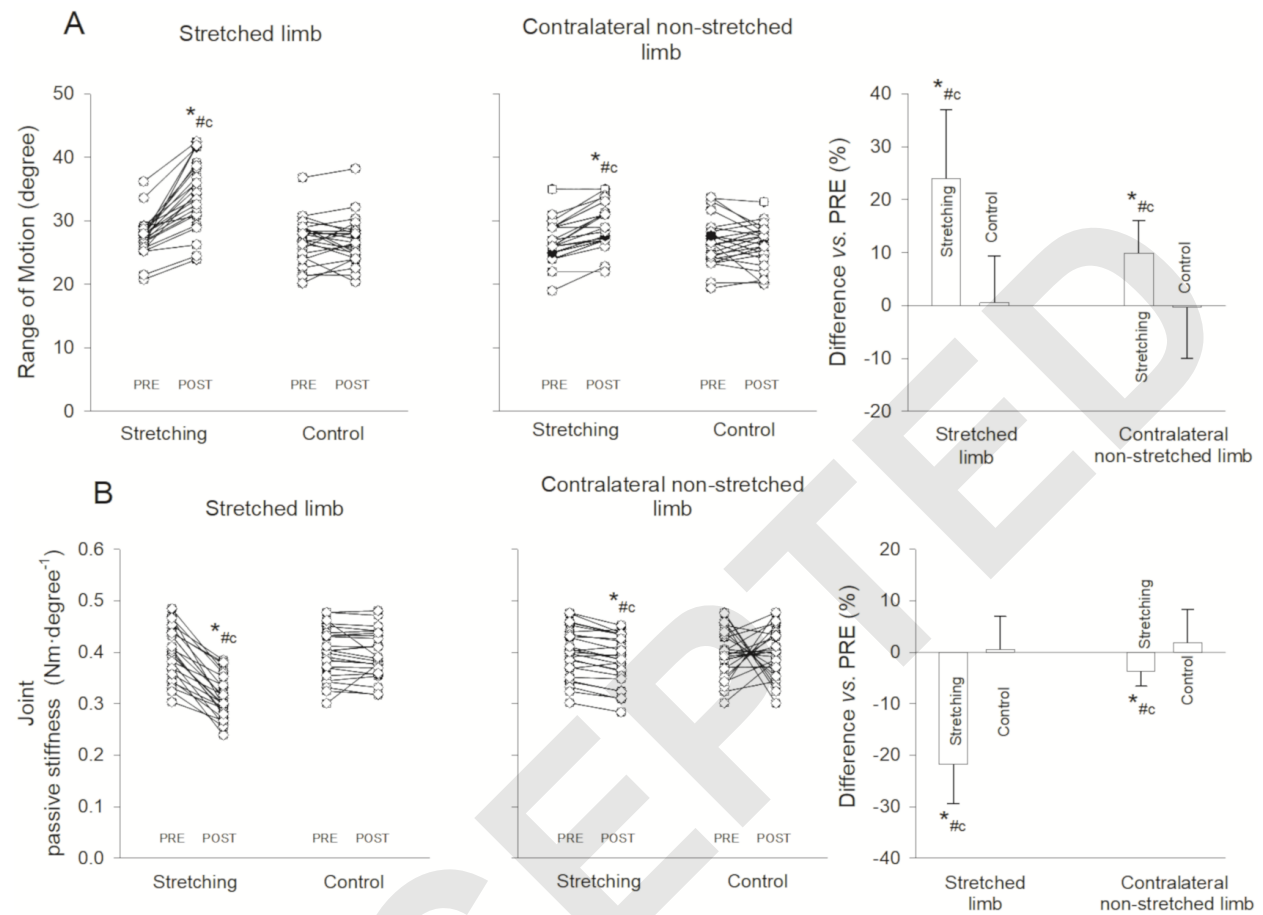 A
Stretched limb
Contralateral non-stretched
limb
Range of Motion (degree)
50
40
30
20
10
0
*
#c
PRE
POST
PRE
POST
Stretching
Control
*
#c
PRE
POST
PRE
POST
Stretching
Control
Difference vs. PRE (%)
40
30
20
10
0
-10
-20
*
#c
Stretching
Control
*
#c
Stretching
Control
Stretched
limb
Contralateral
non-stretched limb
B
Stretched limb
Contralateral non-stretched
limb
Joint
passive stiffness (Nm·degree-1)
0.6
0.5
0.4
0.3
0.2
0.1
0.0
*
#c
PRE
POST
PRE
POST
Stretching
Control
*
#c
PRE
POST
PRE
POST
Stretching
Control
Difference vs. PRE (%)
20
10
0
-10
-20
-30
-40
Stretching
*
#c
Control
Stretching
*
#c
Control
Stretched
limb
Contralateral
non-stretched limb
CEPTED